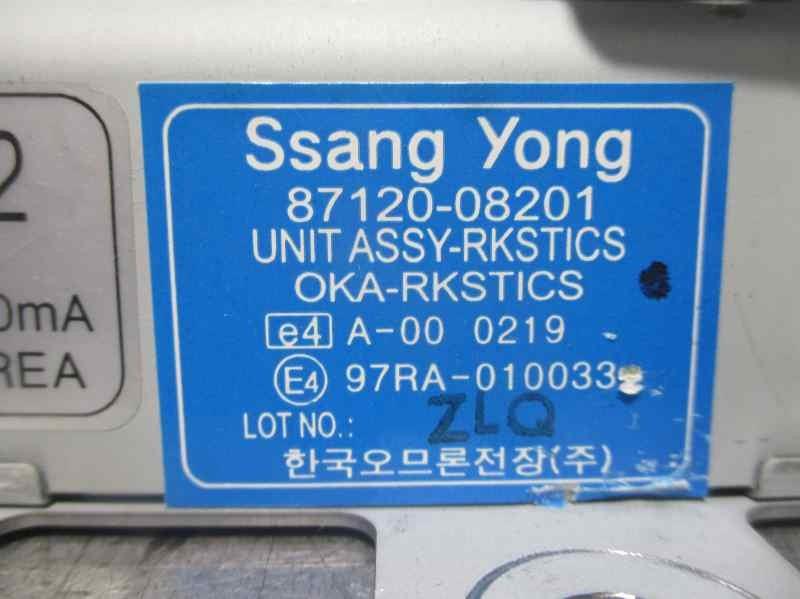 Ssang Yong
87120-08201
UNIT ASSY-RKSTICS
OKA-RKSTICS
e4 A-00 0219
E4 97RA-010033
LOT NO.: ZLQ
한국오므론전장(주)
2
0mA
REA